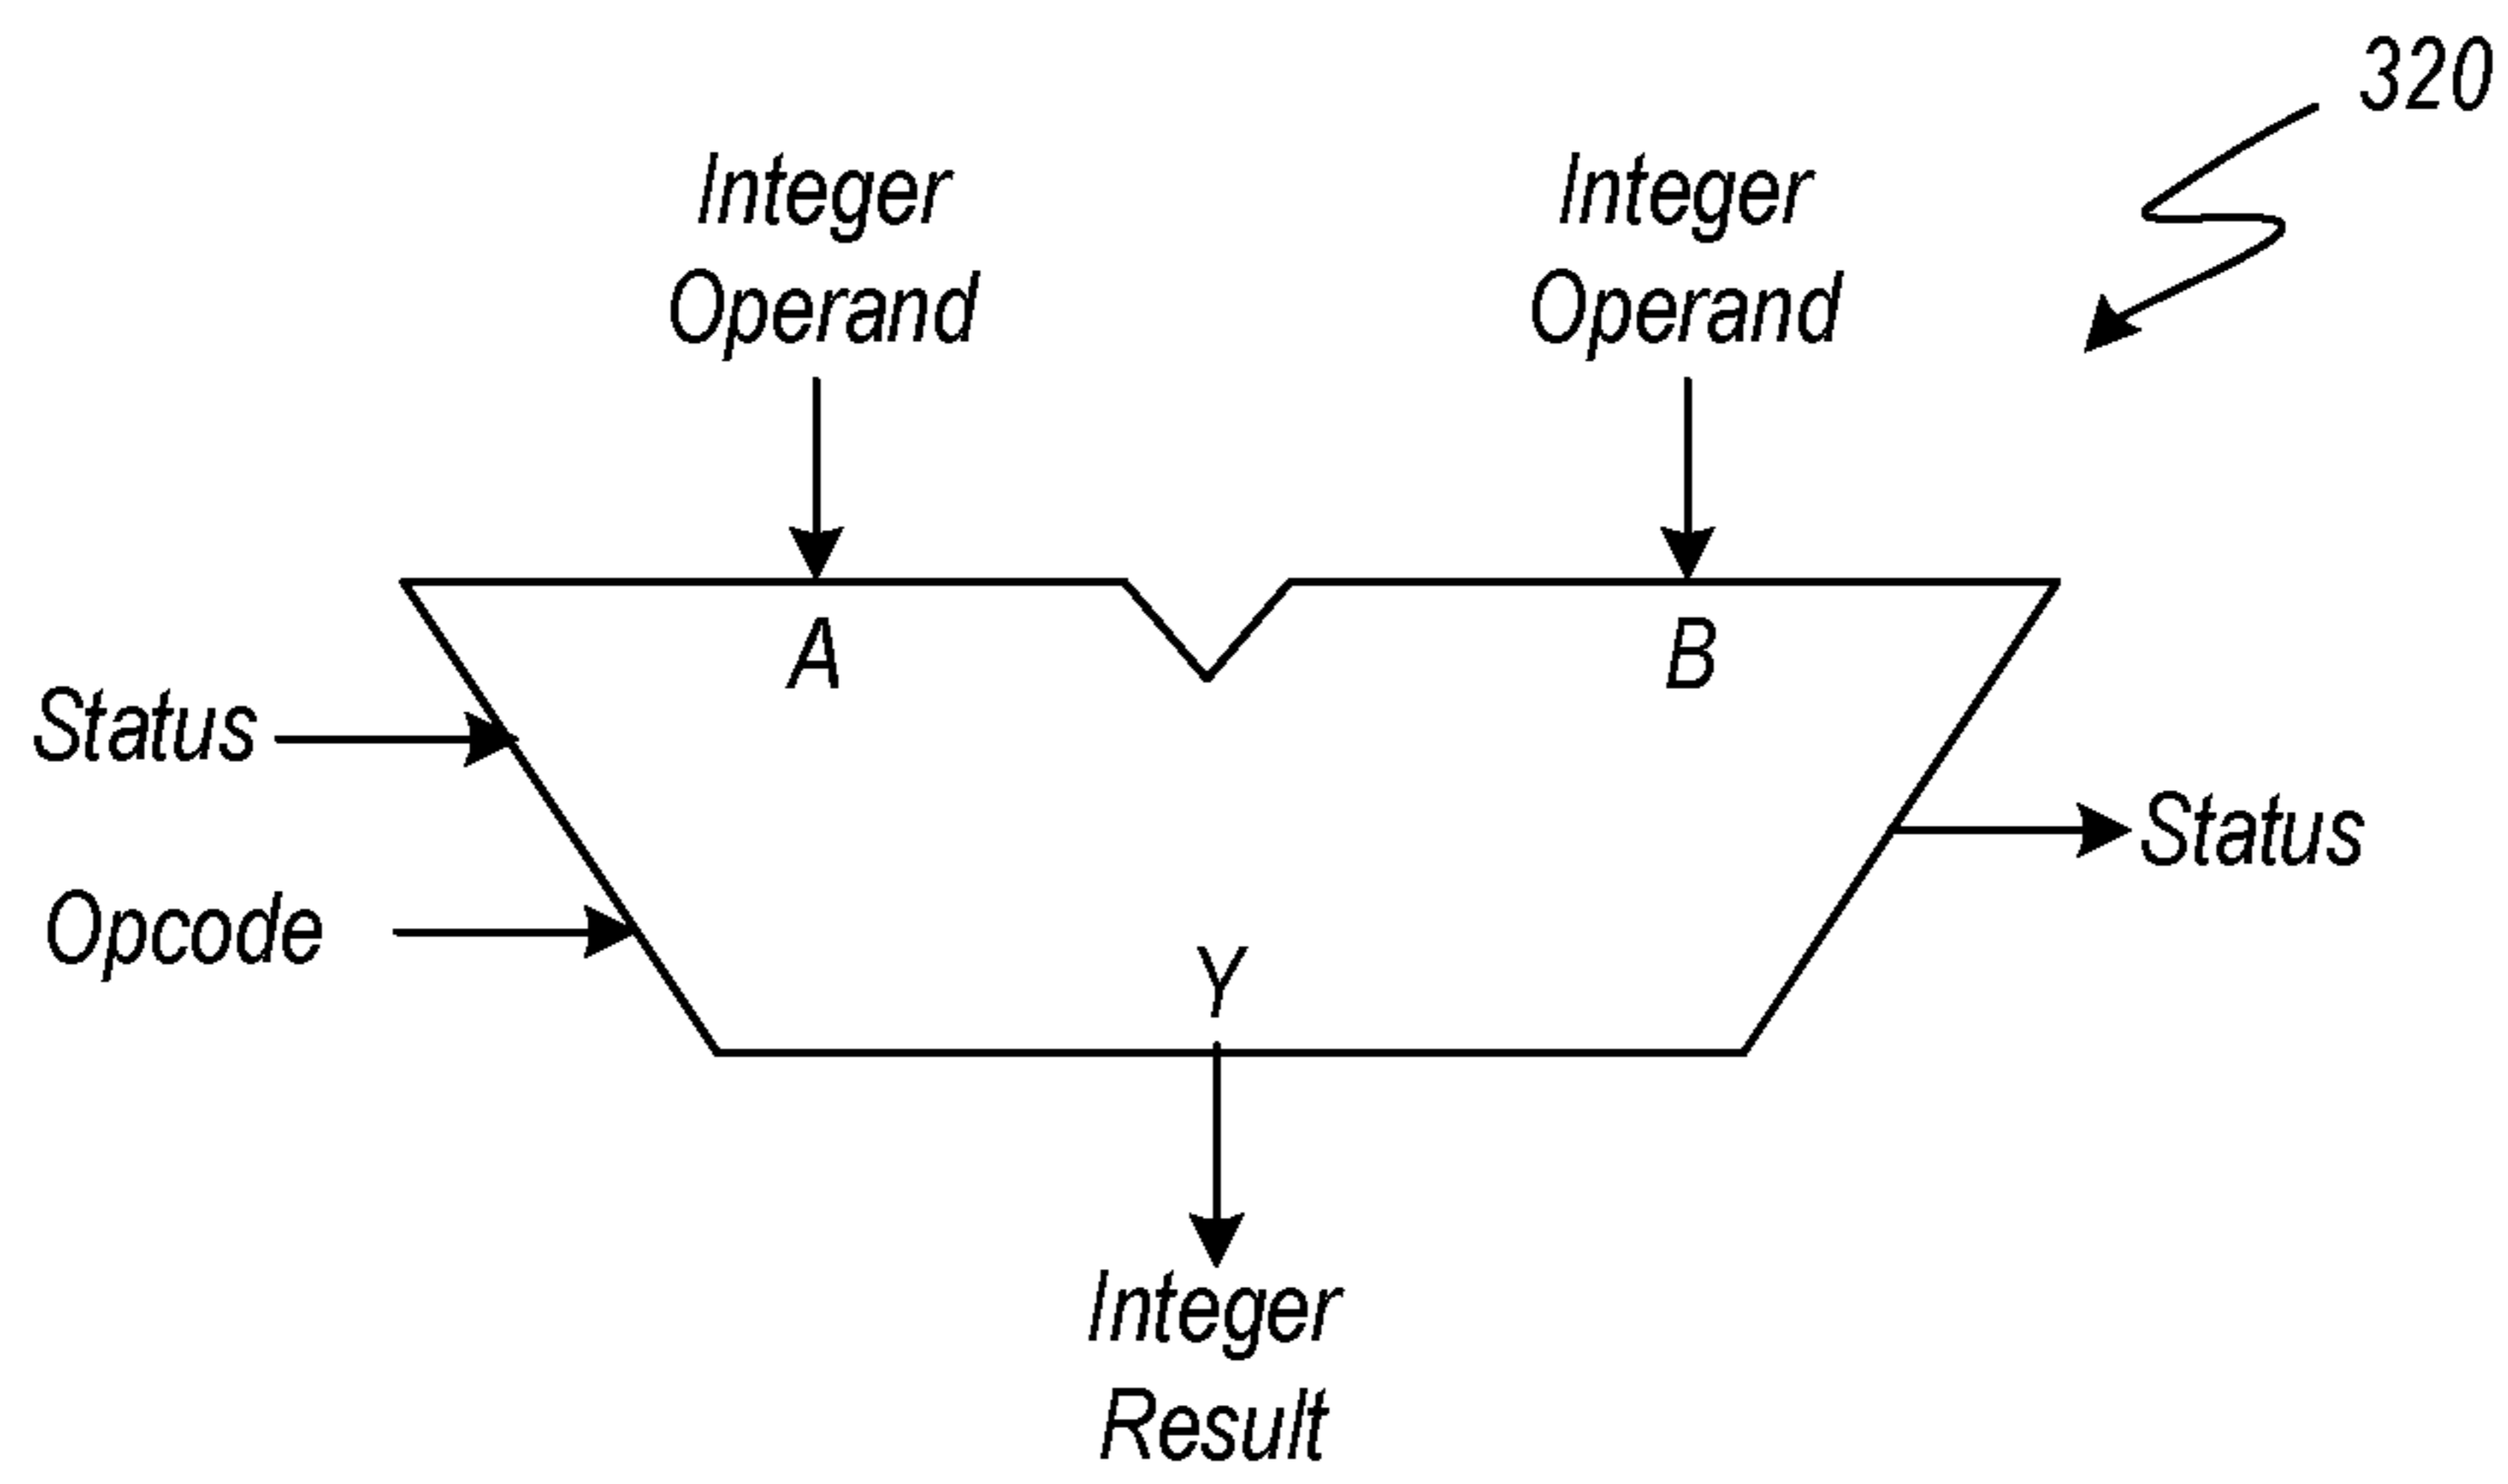 320
Integer
Operand
Integer
Operand
A
B
Status
Status
Opcode
Y
Integer
Result